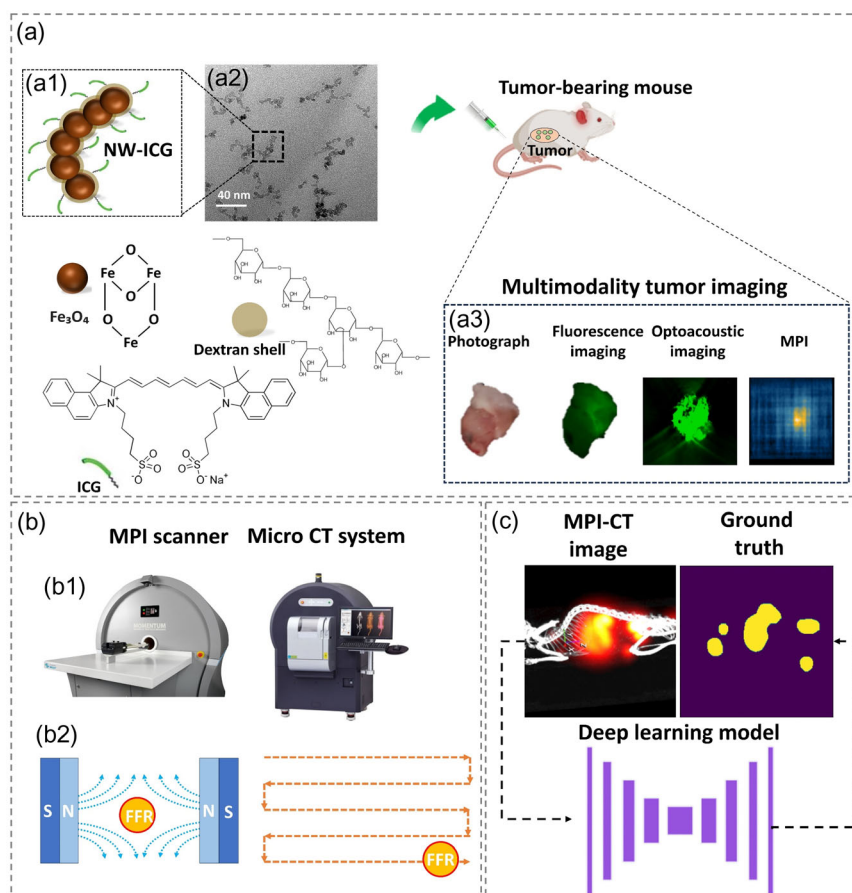 (a)
(a1)
NW-ICG
(a2)
40 nm
Tumor-bearing mouse
Tumor
O
Fe Fe
O
O O
Fe
Fe₃O₄
Dextran shell
Multimodality tumor imaging
(a3)
Photograph
Fluorescence
imaging
Optoacoustic
imaging
MPI
N⁺
N
ICG
(b)
MPI scanner
Micro CT system
(b1)
MOMENTUM
(b2)
S N
FFR
N S
FFR
(c)
MPI-CT
image
Ground
truth
Deep learning model